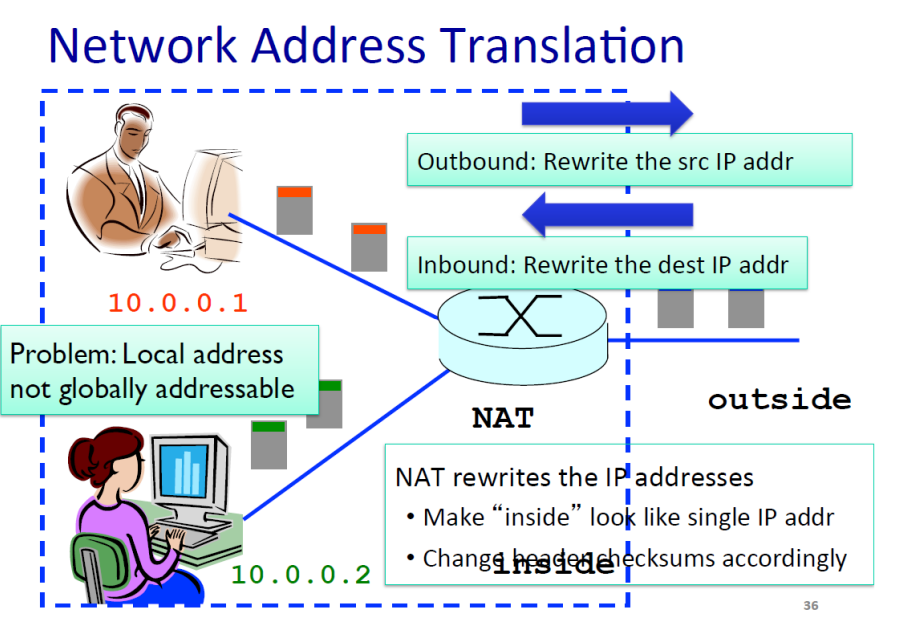 Network Address Translation
Outbound: Rewrite the src IP addr
Inbound: Rewrite the dest IP addr
10.0.0.1
Problem: Local address
not globally addressable
NAT
outside
NAT rewrites the IP addresses
• Make “inside” look like single IP addr
• Change header checksums accordingly
inside
10.0.0.2
36